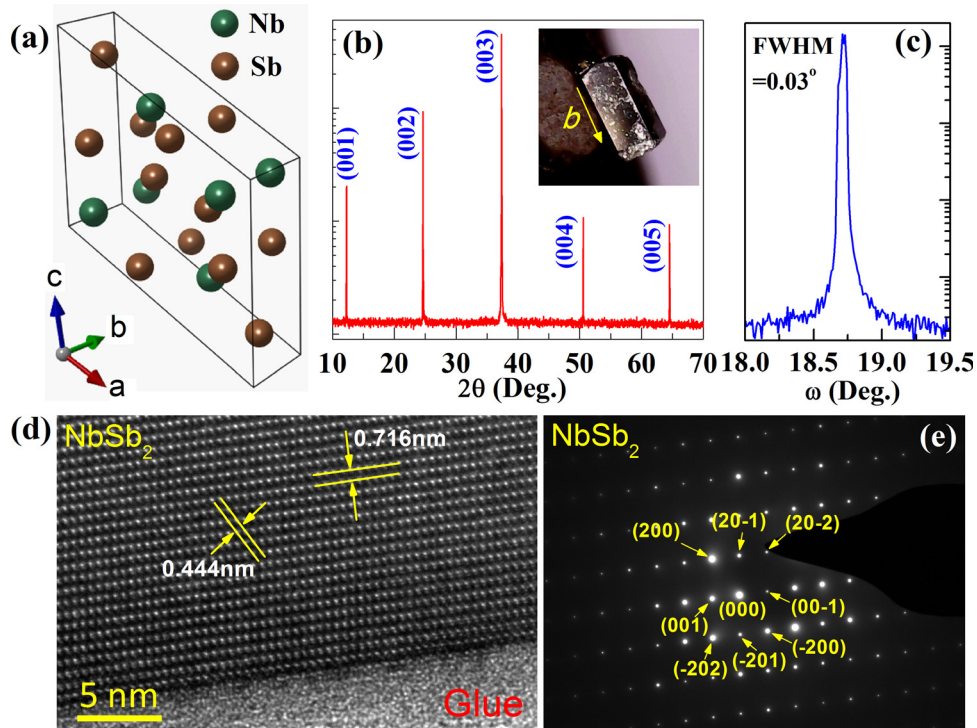 (a)
Nb
Sb
c
b
a
(b)
(001)
(002)
(003)
(004)
(005)
b
10 20 30 40 50 60 70
2θ (Deg.)
(c)
FWHM
=0.03°
18.0 18.5 19.0 19.5
ω (Deg.)
(d)
NbSb2
0.716nm
0.444nm
5 nm
Glue
NbSb2
(e)
(200)
(20-1)
(20-2)
(001)
(000)
(00-1)
(-202)
(-201)
(-200)